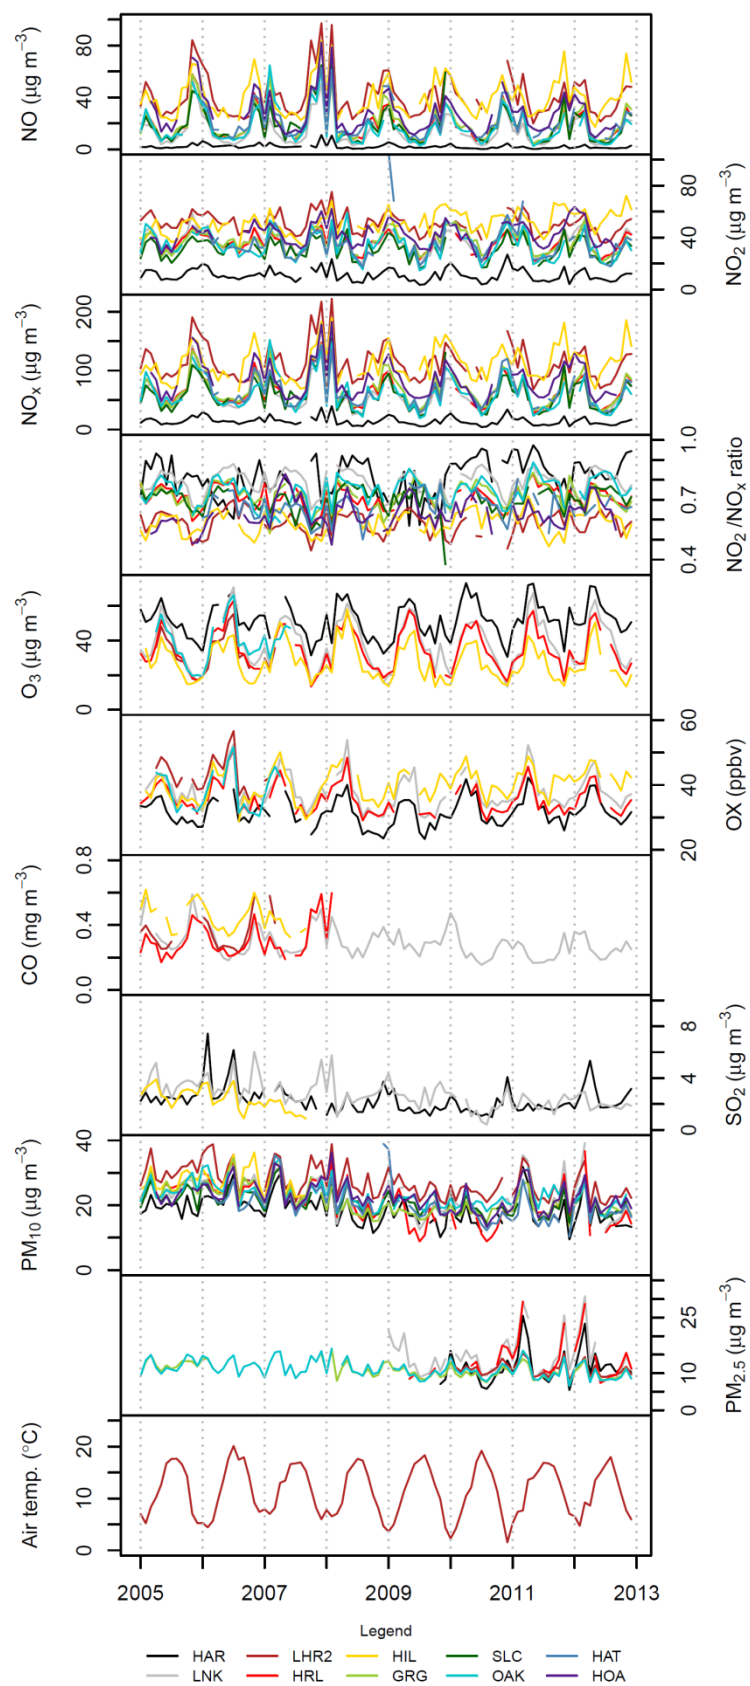 NO (µg m−3)
0 40 80
NO2 (µg m−3)
0 40 80
NOx (µg m−3)
0 100 200
NO2 /NOx ratio
0.4 0.7 1.0
O3 (µg m−3)
0 40
OX (ppbv)
20 40 60
CO (mg m−3)
0.0 0.4 0.8
SO2 (µg m−3)
0 4 8
PM10 (µg m−3)
0 20 40
PM2.5 (µg m−3)
0 10 25
Air temp. (°C)
0 10 20
2005 2007 2009 2011 2013
Legend
HAR LHR2 HIL SLC HAT
LNK HRL GRG OAK HOA